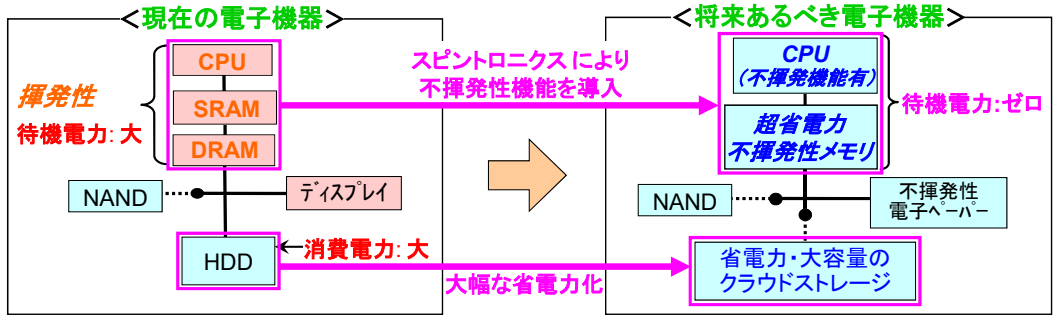 ＜現在の電子機器＞
CPU
SRAM
DRAM
揮発性
待機電力: 大
NAND
ディスプレイ
HDD
消費電力: 大
スピントロニクスにより
不揮発性機能を導入
大幅な省電力化
＜将来あるべき電子機器＞
CPU
（不揮発機能有）
超省電力
不揮発性メモリ
待機電力:ゼロ
NAND
不揮発性
電子ペーパー
省電力・大容量の
クラウドストレージ